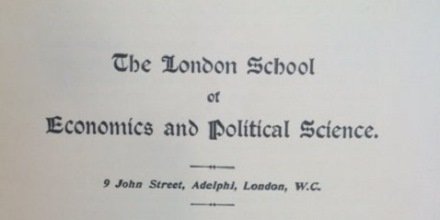 The London School
of
Economics and Political Science.
9 John Street, Adelphi, London, W.C.